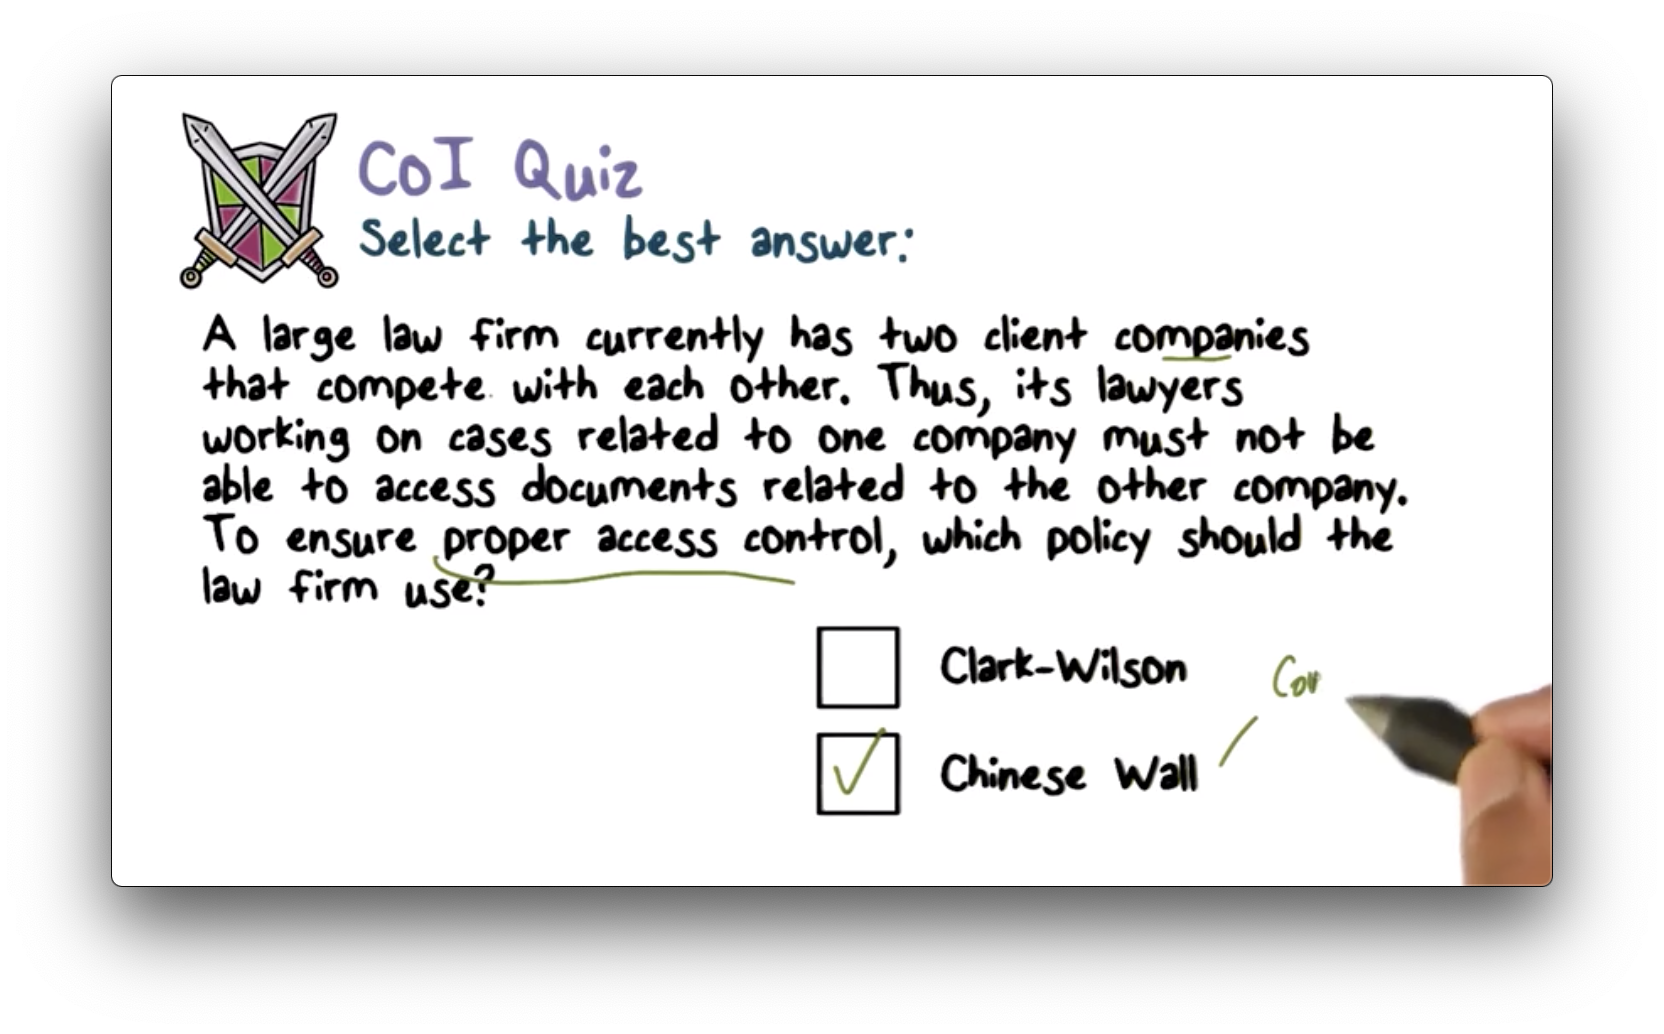 CoI Quiz
Select the best answer:
A large law firm currently has two client companies
that compete with each other. Thus, its lawyers
working on cases related to one company must not be
able to access documents related to the other company.
To ensure proper access control, which policy should the
law firm use?
Clark-Wilson
Con
Chinese Wall